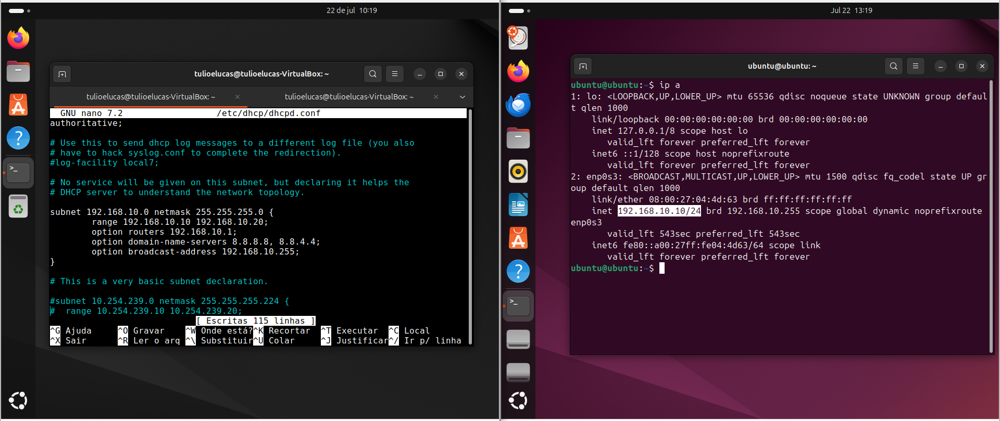 22 de jul 10:19
tulioelucas@tulioelucas-VirtualBox: ~
tulioelucas@tulioelucas-VirtualBox: ~
tulioelucas@tulioelucas-VirtualBox: ~
GNU nano 7.2 /etc/dhcp/dhcpd.conf
authoritative;
# Use this to send dhcp log messages to a different log file (you also
# have to hack syslog.conf to complete the redirection).
#log-facility local7;
# No service will be given on this subnet, but declaring it helps the
# DHCP server to understand the network topology.
subnet 192.168.10.0 netmask 255.255.255.0 {
range 192.168.10.10 192.168.10.20;
option routers 192.168.10.1;
option domain-name-servers 8.8.8.8, 8.8.4.4;
option broadcast-address 192.168.10.255;
}
# This is a very basic subnet declaration.
#subnet 10.254.239.0 netmask 255.255.255.224 {
# range 10.254.239.10 10.254.239.20;
[ Escritas 115 linhas ]
^G Ajuda ^O Gravar ^W Onde está?^K Recortar ^T Executar ^C Local
^X Sair ^R Ler o arq ^\ Substituir^U Colar ^J Justificar^/ Ir p/ linha
Jul 22 13:19
ubuntu@ubuntu: ~
ubuntu@ubuntu:~$ ip a
1: lo: <LOOPBACK,UP,LOWER_UP> mtu 65536 qdisc noqueue state UNKNOWN group defaul
t qlen 1000
link/loopback 00:00:00:00:00:00 brd 00:00:00:00:00:00
inet 127.0.0.1/8 scope host lo
valid_lft forever preferred_lft forever
inet6 ::1/128 scope host noprefixroute
valid_lft forever preferred_lft forever
2: enp0s3: <BROADCAST,MULTICAST,UP,LOWER_UP> mtu 1500 qdisc fq_codel state UP gr
oup default qlen 1000
link/ether 08:00:27:04:4d:63 brd ff:ff:ff:ff:ff:ff
inet 192.168.10.10/24 brd 192.168.10.255 scope global dynamic noprefixroute
enp0s3
valid_lft 543sec preferred_lft 543sec
inet6 fe80::a00:27ff:fe04:4d63/64 scope link
valid_lft forever preferred_lft forever
ubuntu@ubuntu:~$